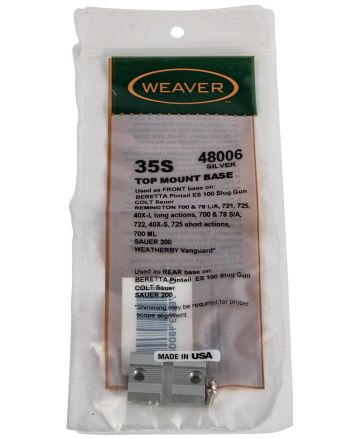 WEAVER
35S
48006
SILVER
TOP MOUNT BASE
Used as FRONT base on:
BERETTA Pintail ES 100 Slug Gun
COLT Sauer
REMINGTON 700 & 78 L/A, 721, 725,
40X-L long actions, 700 & 78 S/A,
722, 40X-S, 725 short actions,
700 ML
SAUER 200
WEATHERBY Vanguard*
Used as REAR base on:
BERETTA Pintail ES 100 Slug Gun
COLT Sauer
SAUER 200
*Shimming may be required for proper
scope alignment.
MADE IN USA